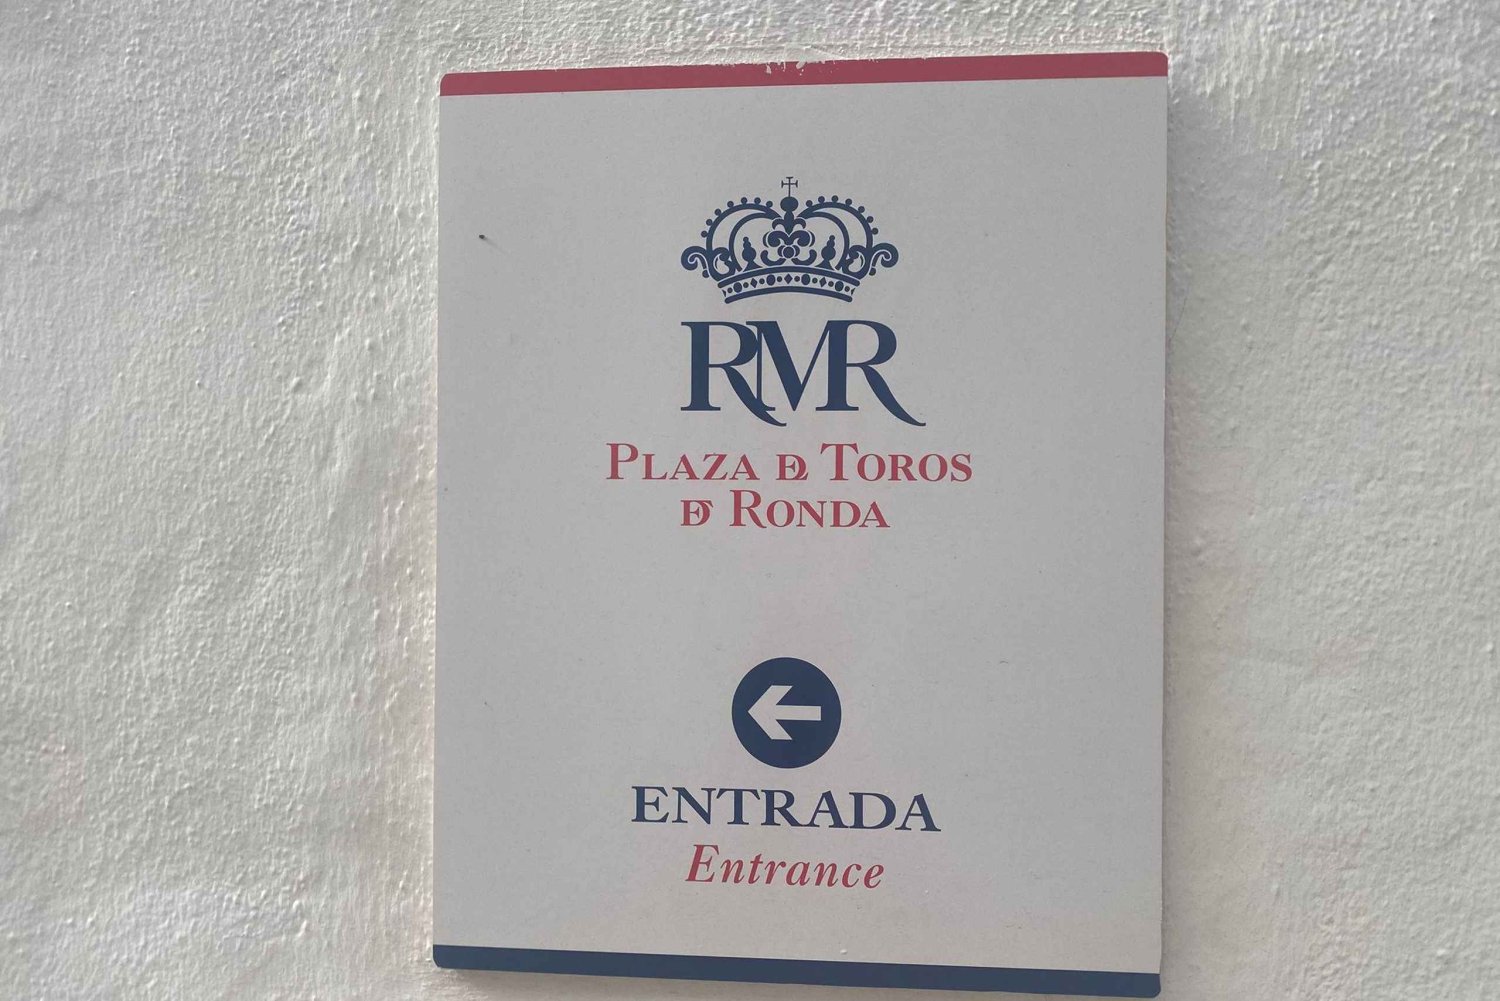 RMR
PLAZA DE TOROS
DE RONDA
ENTRADA
Entrance